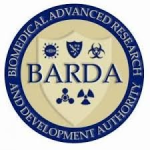 BIOMEDICAL ADVANCED RESEARCH
BARDA
AND DEVELOPMENT AUTHORITY